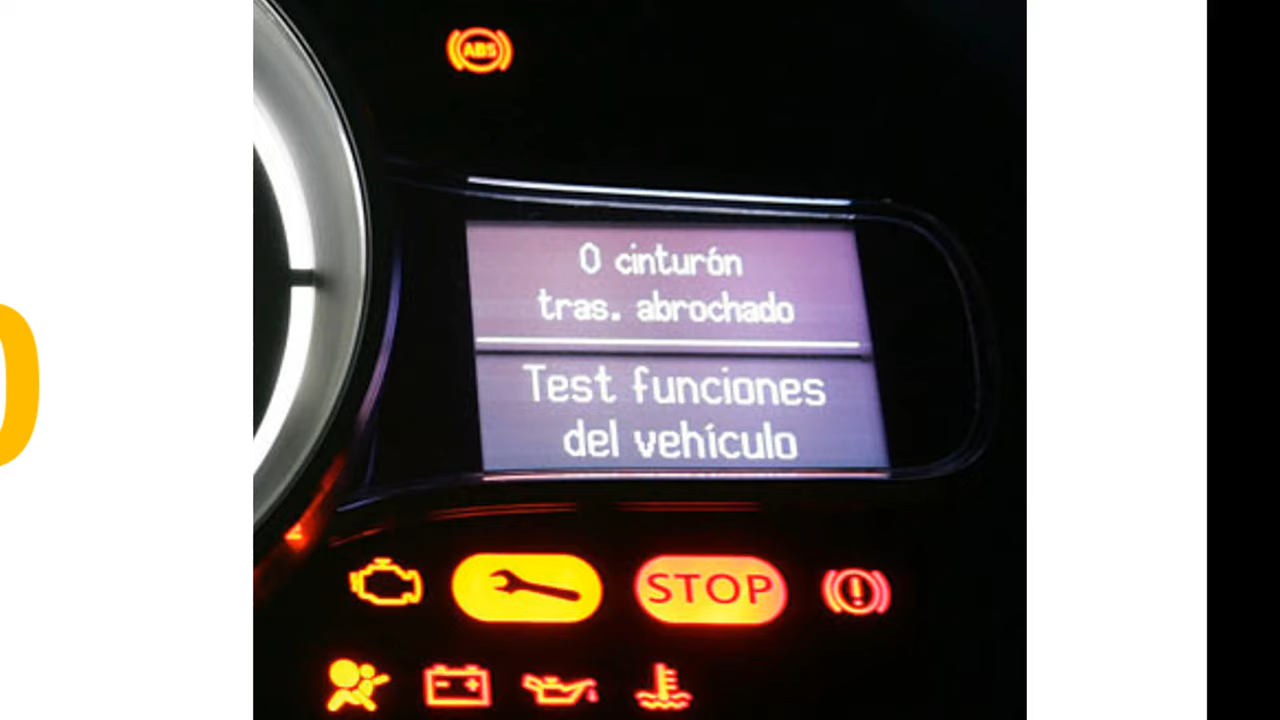 ABS
0 cinturón
tras. abrochado
Test funciones
del vehículo
STOP